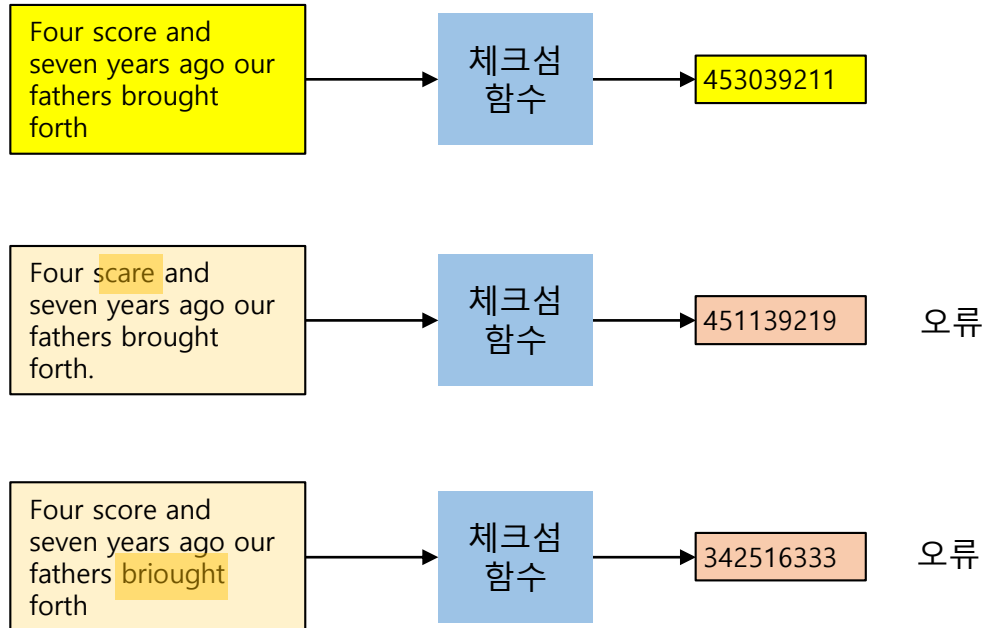 Four score and
seven years ago our
fathers brought
forth
체크섬
함수
453039211
Four scare and
seven years ago our
fathers brought
forth.
체크섬
함수
451139219
오류
Four score and
seven years ago our
fathers briought
forth
체크섬
함수
342516333
오류